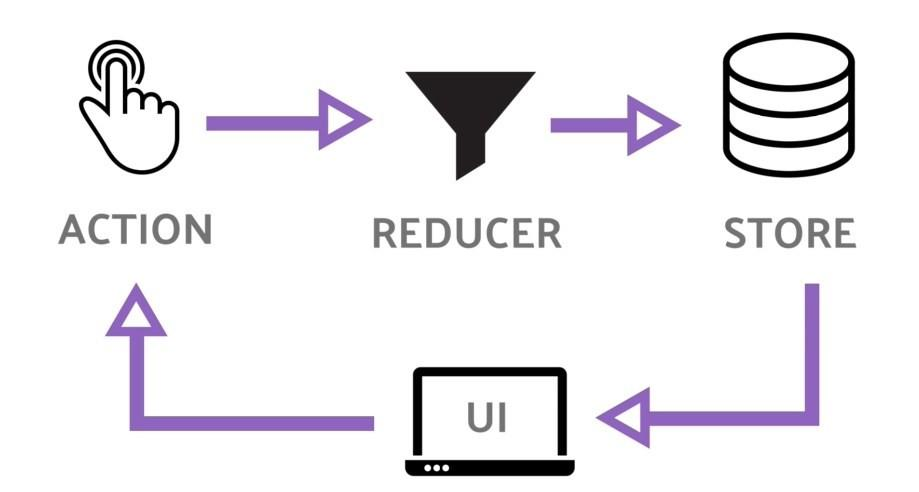 ACTION
REDUCER
STORE
UI